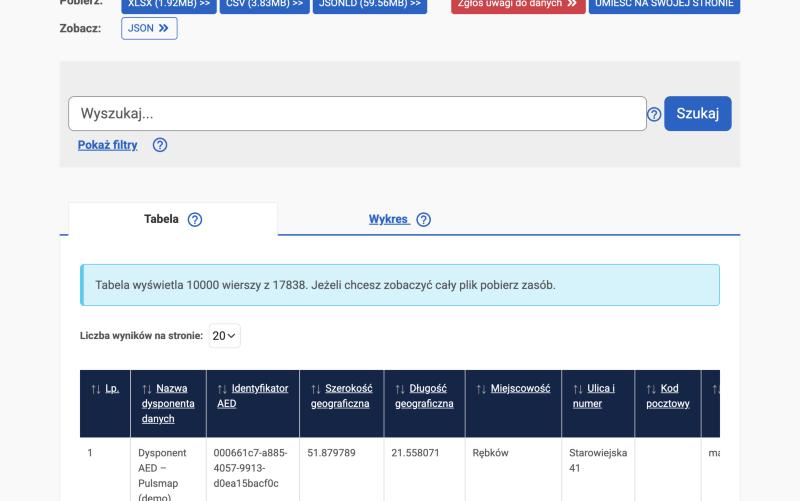 Pobierz: XLSX (1.92MB) >> CSV (3.83MB) >> JSONLD (59.56MB) >> Zgłoś uwagi do danych >> UMIEŚĆ NA SWOJEJ STRONIE
Zobacz: JSON >>
Wyszukaj... ? Szukaj
Pokaż filtry ?
Tabela ? Wykres ?
Tabela wyświetla 10000 wierszy z 17838. Jeżeli chcesz zobaczyć cały plik pobierz zasób.
Liczba wyników na stronie: 20
↑↓ Lp. ↑↓ Nazwa ↑↓ Identyfikator ↑↓ Szerokość ↑↓ Długość ↑↓ Miejscowość ↑↓ Ulica i ↑↓ Kod
dysponenta AED geograficzna geograficzna numer pocztowy
danych
1 Dysponent 000661c7-a885- 51.879789 21.558071 Rębków Starowiejska
AED – 4057-9913- 41
Pulsmap d0ea15bacf0c
(demo)